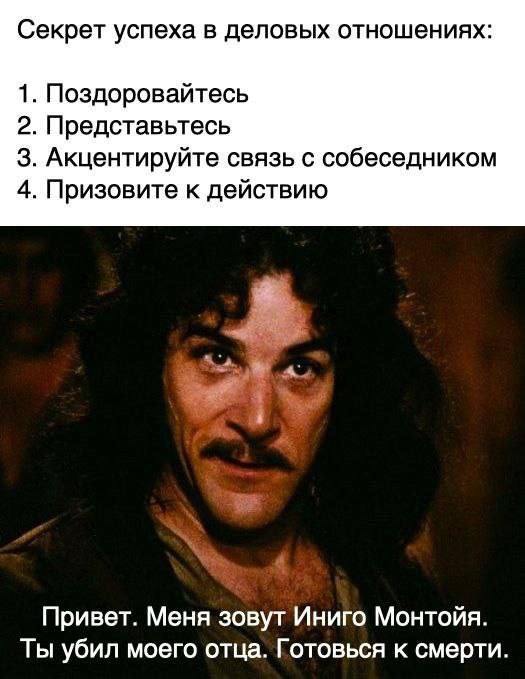 Секрет успеха в деловых отношениях:
1. Поздоровайтесь
2. Представьтесь
3. Акцентируйте связь с собеседником
4. Призовите к действию
Привет. Меня зовут Иниго Монтойя.
Ты убил моего отца. Готовься к смерти.